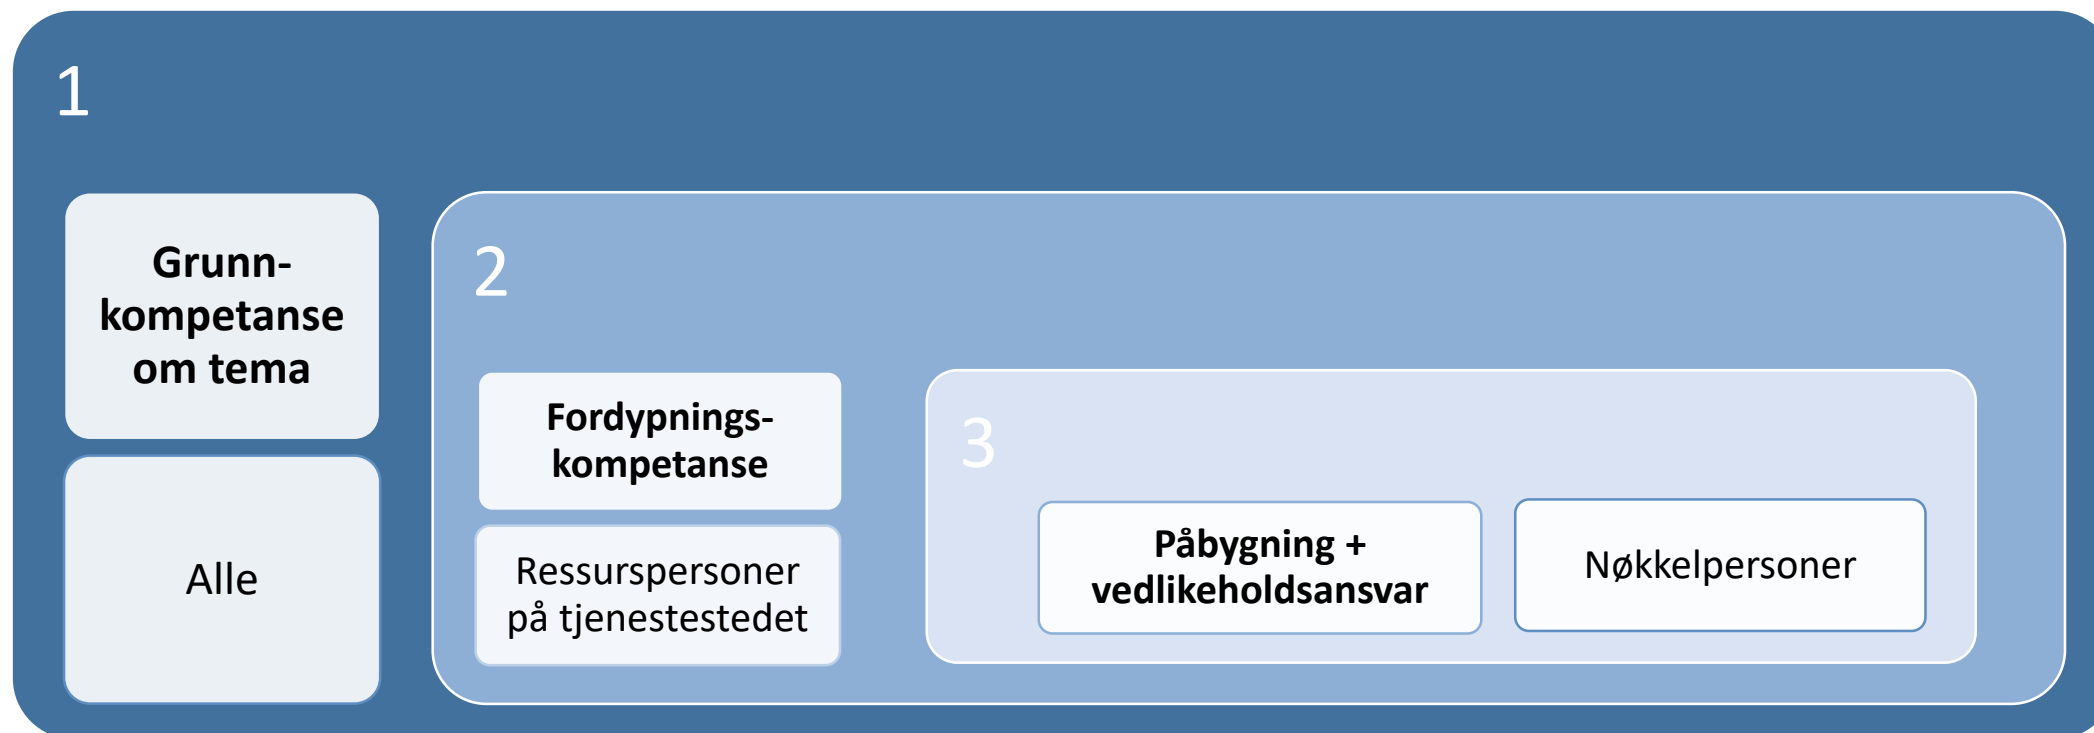 1
Grunn-
kompetanse
om tema
Alle
2
Fordypnings-
kompetanse
Ressurspersoner
på tjenestestedet
3
Påbygning +
vedlikeholdsansvar
Nøkkelpersoner